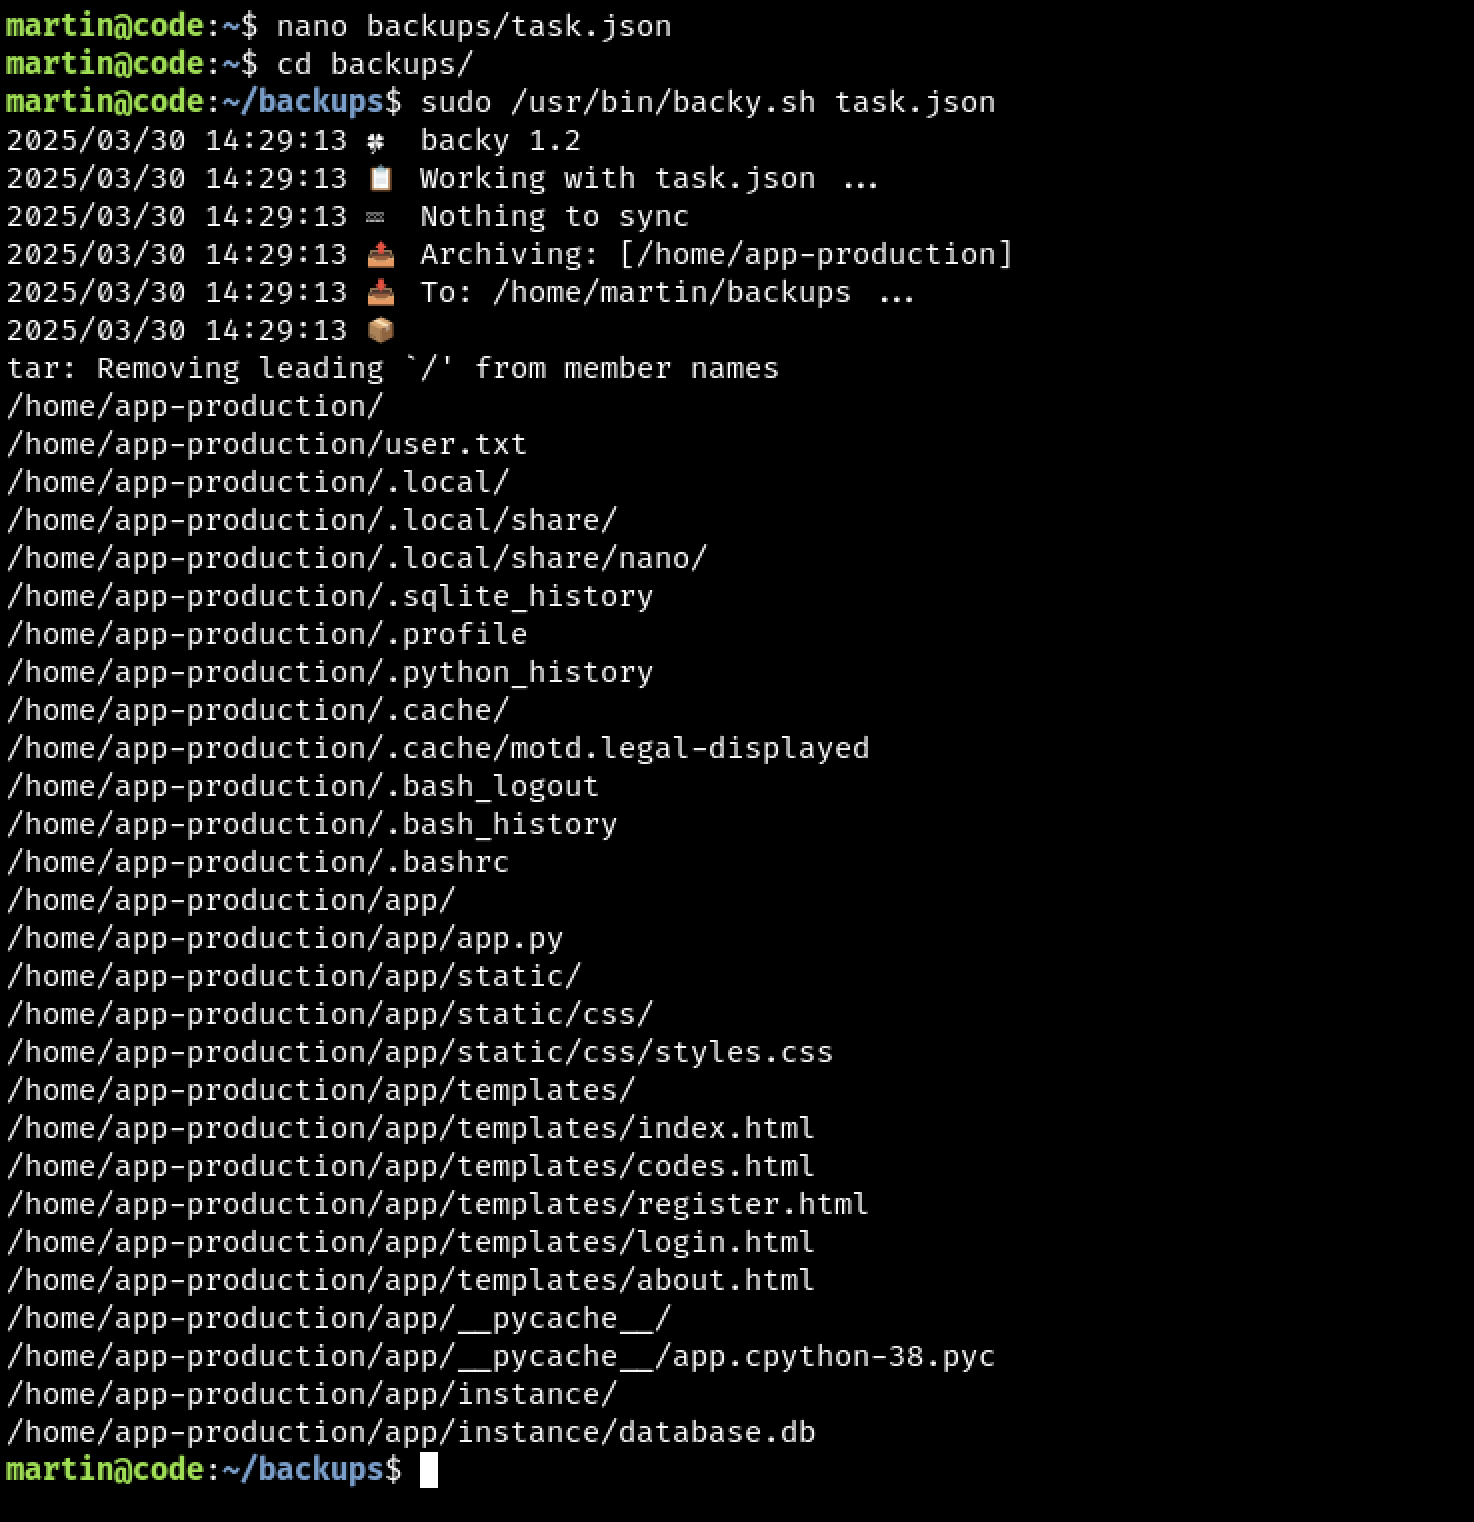 martin@code:~$ nano backups/task.json
martin@code:~$ cd backups/
martin@code:~/backups$ sudo /usr/bin/backy.sh task.json
2025/03/30 14:29:13 🍀 backy 1.2
2025/03/30 14:29:13 📋 Working with task.json ...
2025/03/30 14:29:13 💤 Nothing to sync
2025/03/30 14:29:13 📤 Archiving: [/home/app-production]
2025/03/30 14:29:13 📥 To: /home/martin/backups ...
2025/03/30 14:29:13 📦
tar: Removing leading `/' from member names
/home/app-production/
/home/app-production/user.txt
/home/app-production/.local/
/home/app-production/.local/share/
/home/app-production/.local/share/nano/
/home/app-production/.sqlite_history
/home/app-production/.profile
/home/app-production/.python_history
/home/app-production/.cache/
/home/app-production/.cache/motd.legal-displayed
/home/app-production/.bash_logout
/home/app-production/.bash_history
/home/app-production/.bashrc
/home/app-production/app/
/home/app-production/app/app.py
/home/app-production/app/static/
/home/app-production/app/static/css/
/home/app-production/app/static/css/styles.css
/home/app-production/app/templates/
/home/app-production/app/templates/index.html
/home/app-production/app/templates/codes.html
/home/app-production/app/templates/register.html
/home/app-production/app/templates/login.html
/home/app-production/app/templates/about.html
/home/app-production/app/__pycache__/
/home/app-production/app/__pycache__/app.cpython-38.pyc
/home/app-production/app/instance/
/home/app-production/app/instance/database.db
martin@code:~/backups$